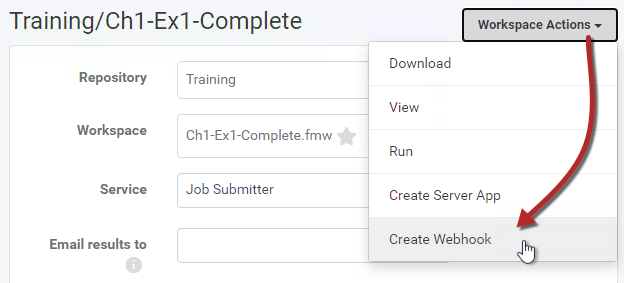 Training/Ch1-Ex1-Complete
Workspace Actions
Repository
Training
Download
View
Workspace
Ch1-Ex1-Complete.fmw
Run
Service
Job Submitter
Create Server App
Email results to
Create Webhook